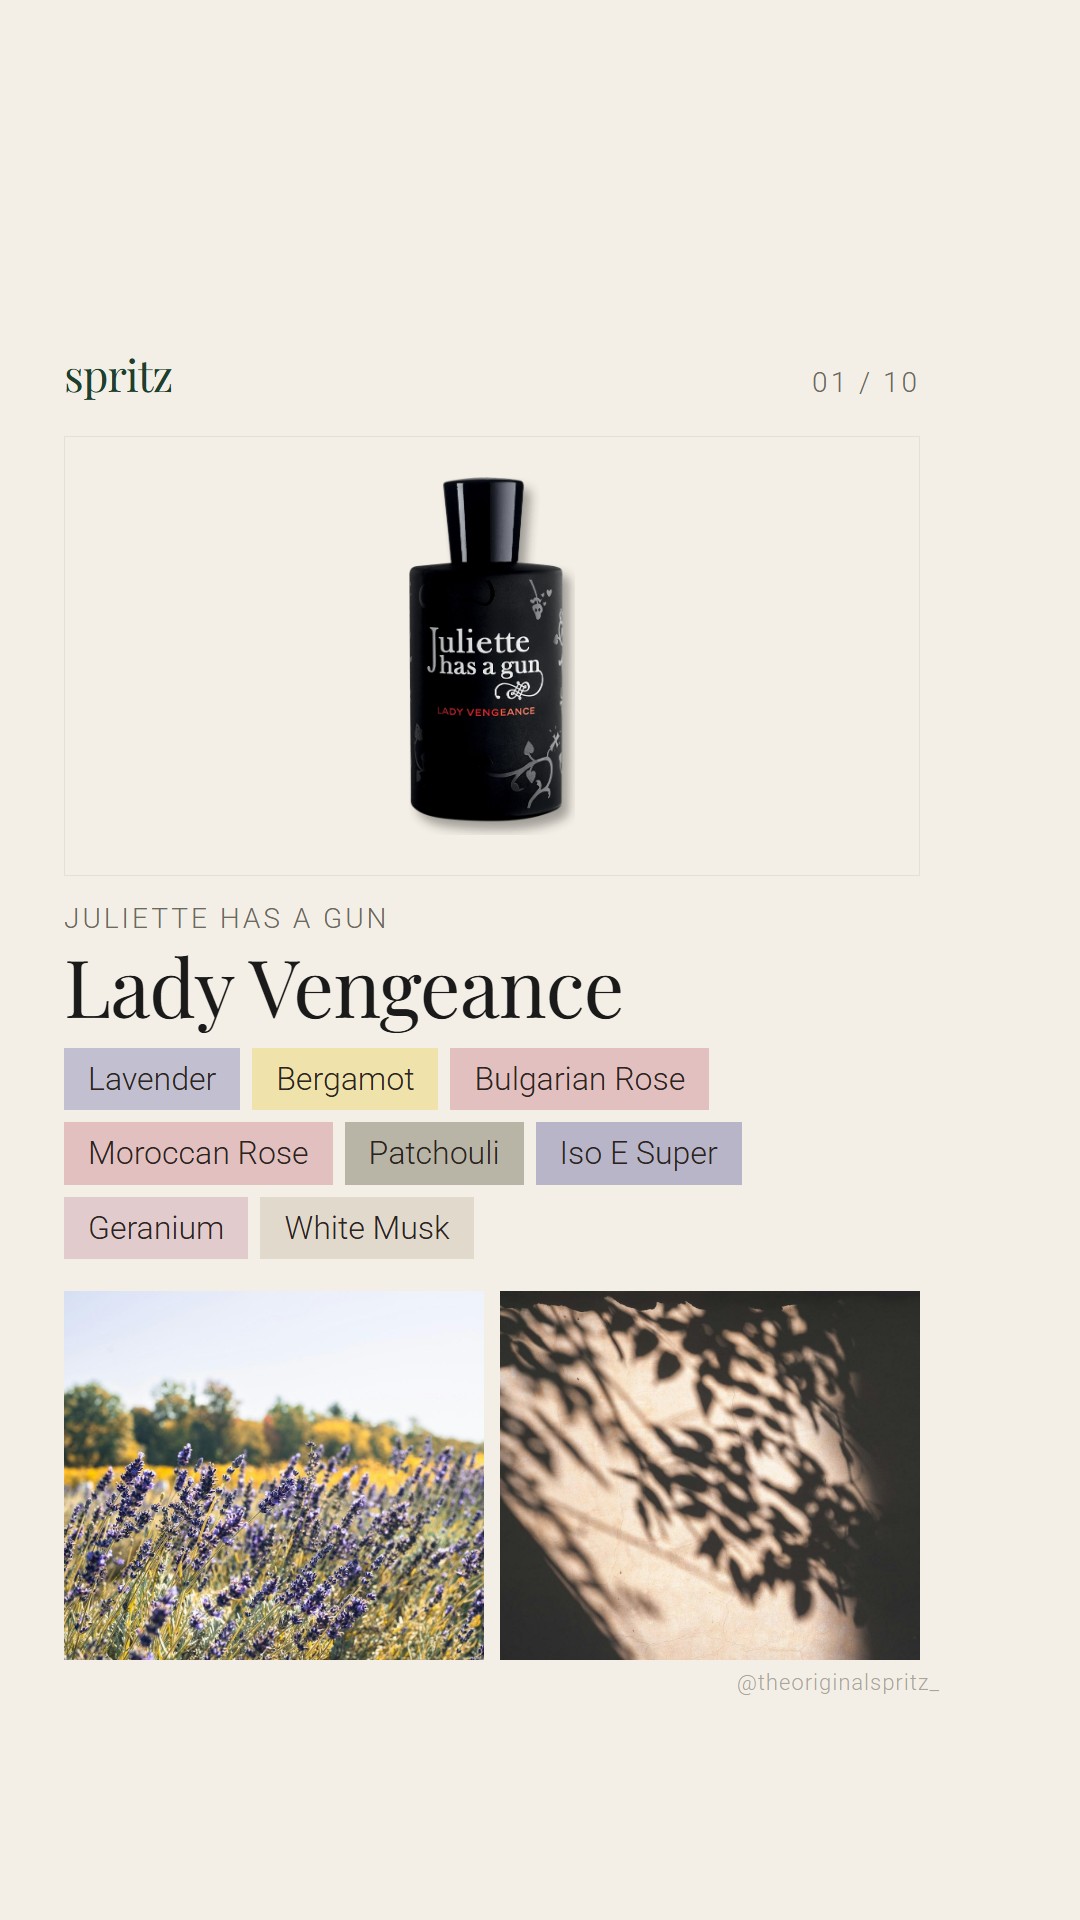 spritz
01 / 10
Juliette
has a gun
LADY VENGEANCE
JULIETTE HAS A GUN
Lady Vengeance
Lavender Bergamot Bulgarian Rose
Moroccan Rose Patchouli Iso E Super
Geranium White Musk
@theoriginalspritz_